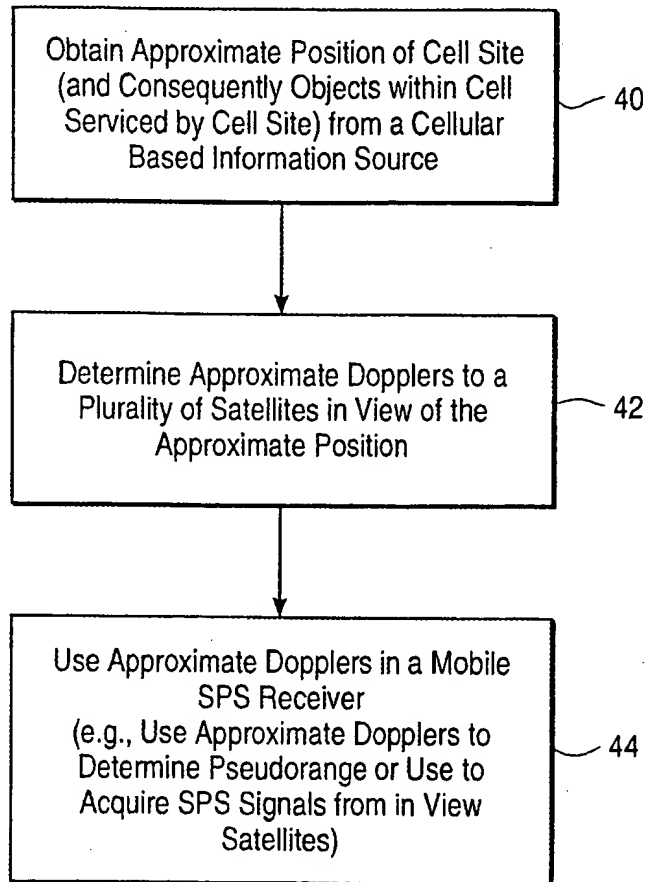 Obtain Approximate Position of Cell Site
(and Consequently Objects within Cell
Serviced by Cell Site) from a Cellular
Based Information Source
40
Determine Approximate Dopplers to a
Plurality of Satellites in View of the
Approximate Position
42
Use Approximate Dopplers in a Mobile
SPS Receiver
(e.g., Use Approximate Dopplers to
Determine Pseudorange or Use to
Acquire SPS Signals from in View
Satellites)
44